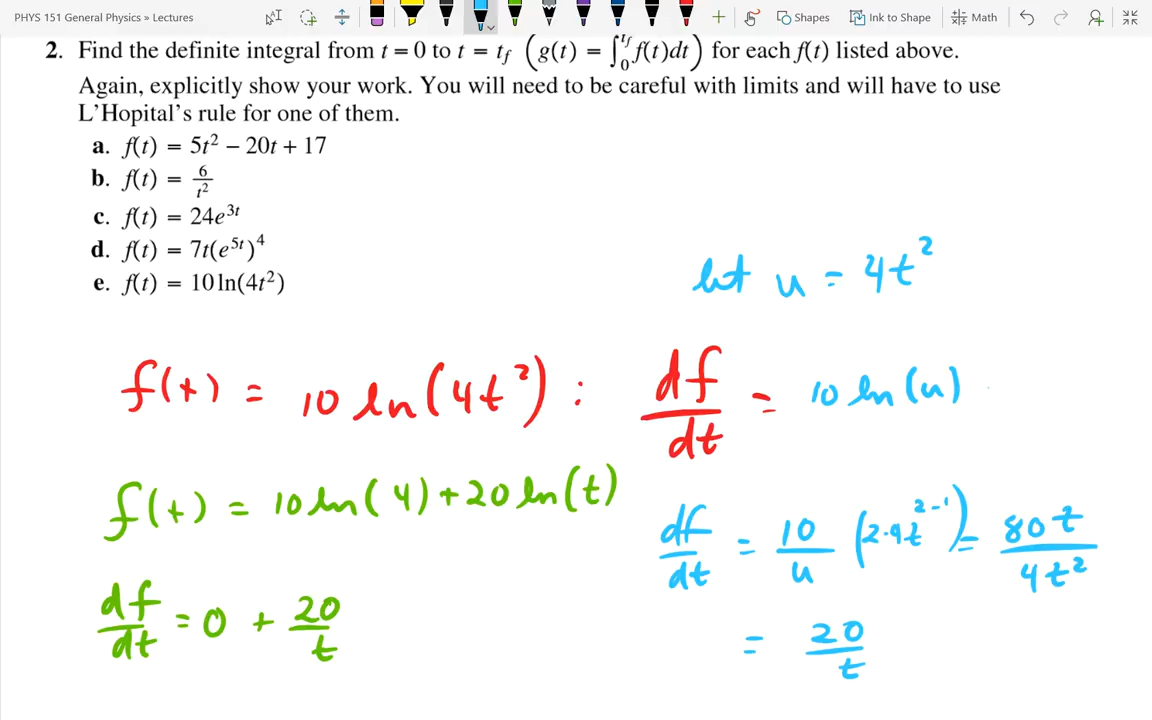 PHYS 151 General Physics » Lectures
Shapes
Ink to Shape
Math
2. Find the definite integral from t = 0 to t = t_f (g(t) = ∫₀^{t_f} f(t)dt) for each f(t) listed above.
Again, explicitly show your work. You will need to be careful with limits and will have to use
L'Hopital's rule for one of them.
a. f(t) = 5t² − 20t + 17
b. f(t) = 6/t²
c. f(t) = 24e^{3t}
d. f(t) = 7t(e^{5t})⁴
e. f(t) = 10 ln(4t²)
let u = 4t²
f(t) = 10 ln(4t²) : df/dt = 10 ln(u)
f(t) = 10 ln(4) + 20 ln(t)
df/dt = 10/u (2·4t^{2-1}) = 80t/4t²
df/dt = 0 + 20/t
= 20/t